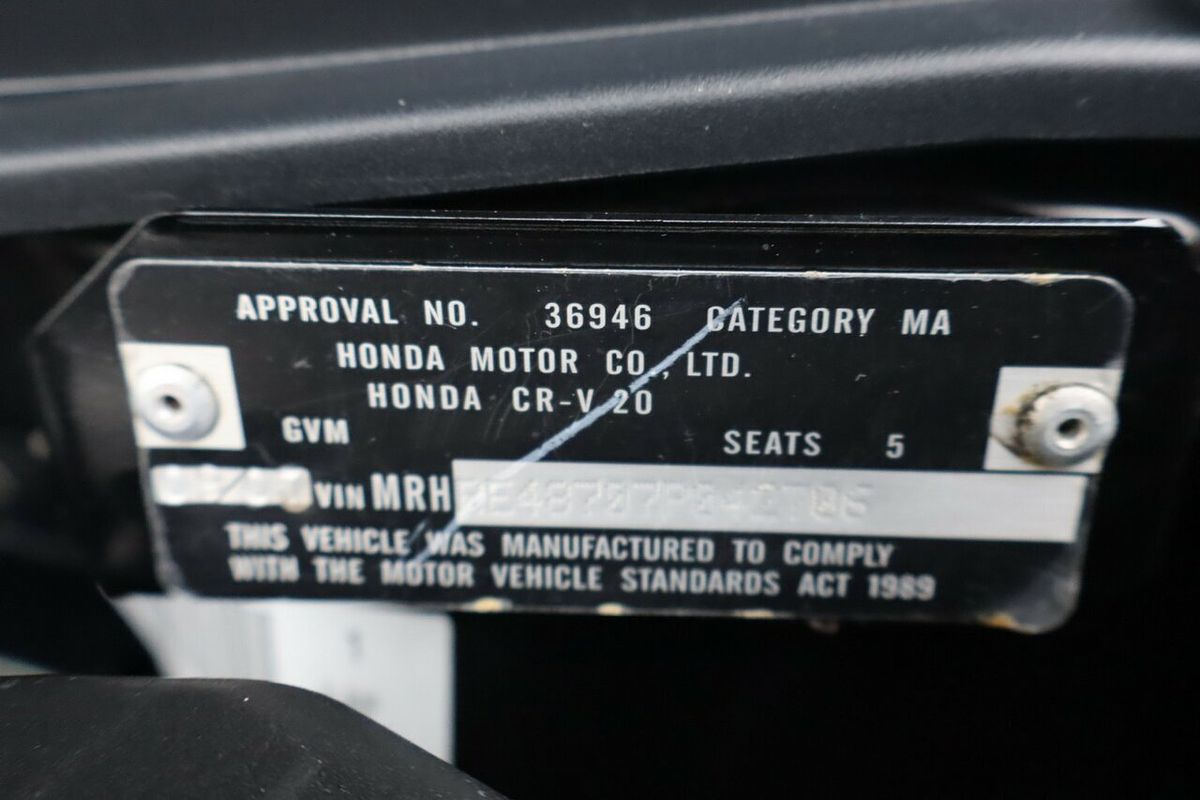 APPROVAL NO. 36946 CATEGORY MA
HONDA MOTOR CO., LTD.
HONDA CR-V 20
GVM SEATS 5
VIN MRH
THIS VEHICLE WAS MANUFACTURED TO COMPLY
WITH THE MOTOR VEHICLE STANDARDS ACT 1989